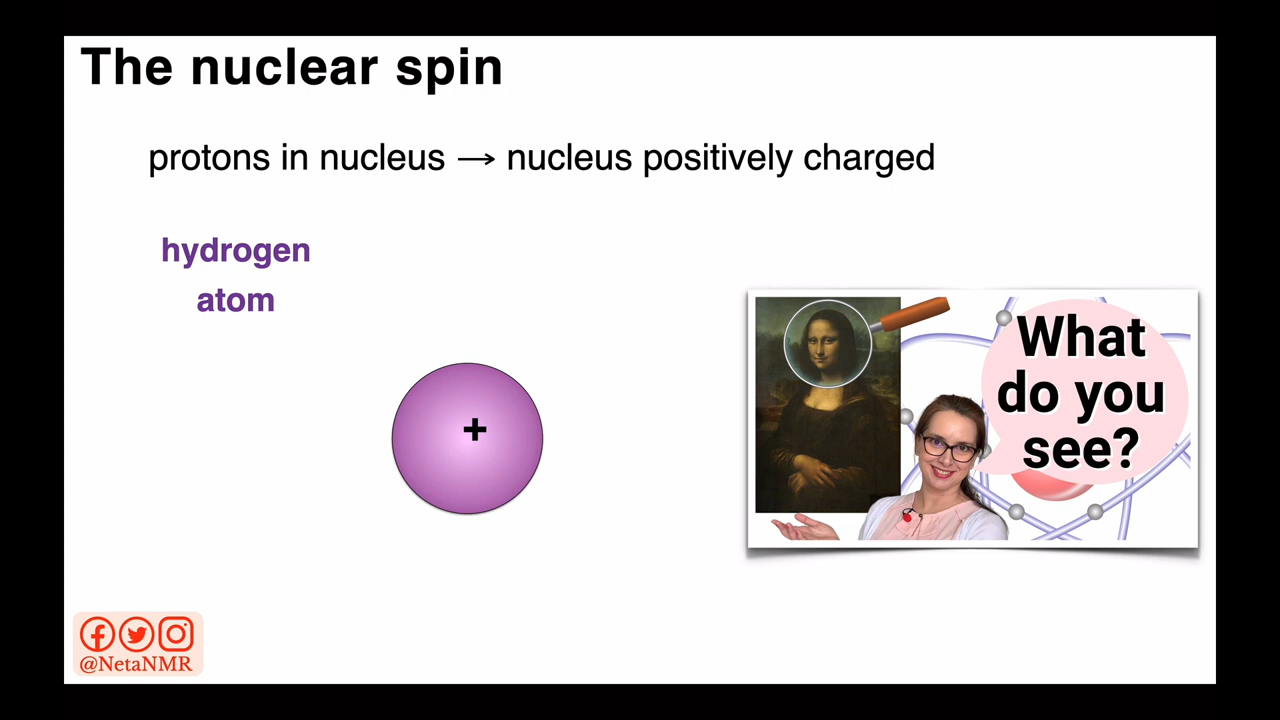 The nuclear spin
protons in nucleus → nucleus positively charged
hydrogen
atom
+
What
do you
see?
@NetaNMR